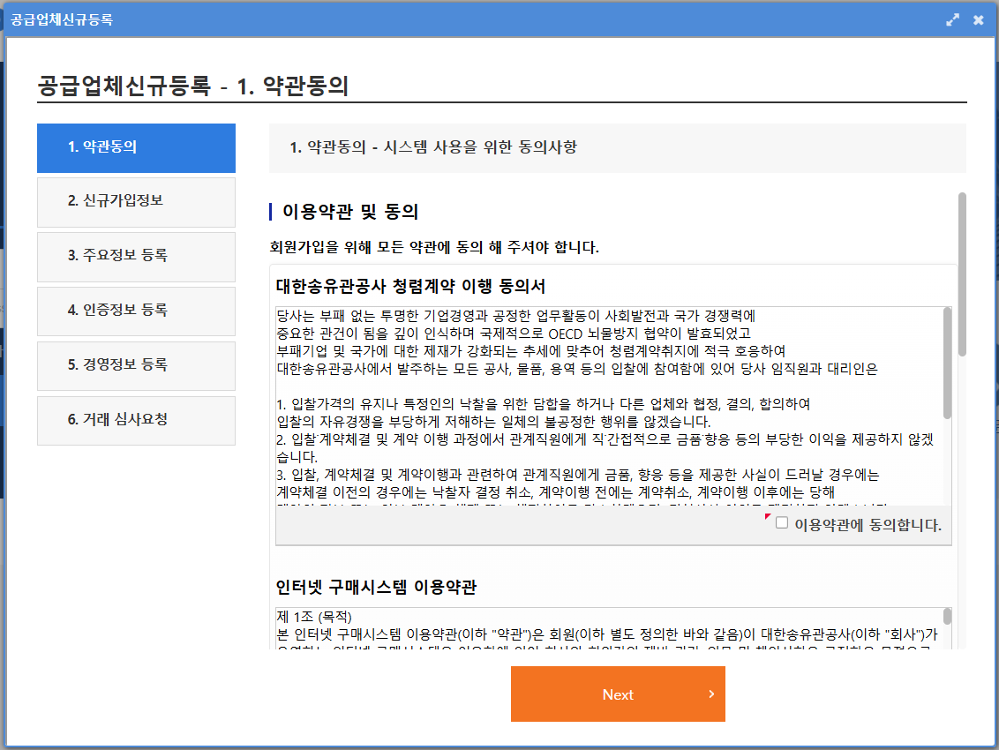 공급업체신규등록
공급업체신규등록 - 1. 약관동의
1. 약관동의
2. 신규가입정보
3. 주요정보 등록
4. 인증정보 등록
5. 경영정보 등록
6. 거래 심사요청
1. 약관동의 - 시스템 사용을 위한 동의사항
이용약관 및 동의
회원가입을 위해 모든 약관에 동의 해 주셔야 합니다.
대한송유관공사 청렴계약 이행 동의서
당사는 부패 없는 투명한 기업경영과 공정한 업무활동이 사회발전과 국가 경쟁력에
중요한 관건이 됨을 깊이 인식하며 국제적으로 OECD 뇌물방지 협약이 발효되었고
부패기업 및 국가에 대한 제재가 강화되는 추세에 맞추어 청렴계약취지에 적극 호응하여
대한송유관공사에서 발주하는 모든 공사, 물품, 용역 등의 입찰에 참여함에 있어 당사 임직원과 대리인은
1. 입찰가격의 유지나 특정인의 낙찰을 위한 담합을 하거나 다른 업체와 협정, 결의, 합의하여
입찰의 자유경쟁을 부당하게 저해하는 일체의 불공정한 행위를 않겠습니다.
2. 입찰˙계약체결 및 계약 이행 과정에서 관계직원에게 직˙간접적으로 금품˙향응 등의 부당한 이익을 제공하지 않겠
습니다.
3. 입찰, 계약체결 및 계약이행과 관련하여 관계직원에게 금품, 향응 등을 제공한 사실이 드러날 경우에는
계약체결 이전의 경우에는 낙찰자 결정 취소, 계약이행 전에는 계약취소, 계약이행 이후에는 당해
이용약관에 동의합니다.
인터넷 구매시스템 이용약관
제 1조 (목적)
본 인터넷 구매시스템 이용약관(이하 "약관")은 회원(이하 별도 정의한 바와 같음)이 대한송유관공사(이하 "회사")가
Next